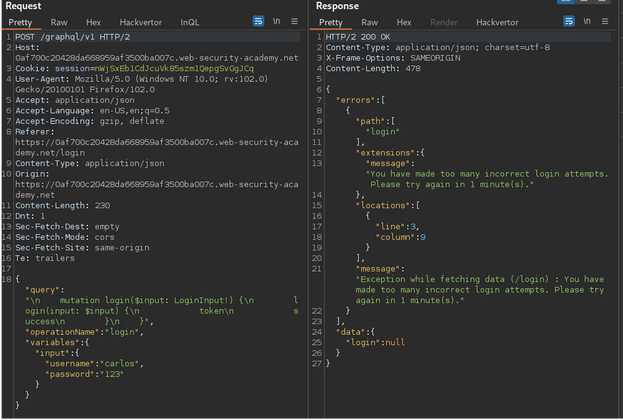 Request
Pretty Raw Hex Hackvertor InQL \n
1 POST /graphql/v1 HTTP/2
2 Host:
0af700c20428da668959af3500ba007c.web-security-academy.net
3 Cookie: session=nWjSxEb1CdJcuVk85szm1QepgSvGgJCq
4 User-Agent: Mozilla/5.0 (Windows NT 10.0; rv:102.0)
Gecko/20100101 Firefox/102.0
5 Accept: application/json
6 Accept-Language: en-US,en;q=0.5
7 Accept-Encoding: gzip, deflate
8 Referer:
https://0af700c20428da668959af3500ba007c.web-security-aca
demy.net/login
9 Content-Type: application/json
10 Origin:
https://0af700c20428da668959af3500ba007c.web-security-aca
demy.net
11 Content-Length: 230
12 Dnt: 1
13 Sec-Fetch-Dest: empty
14 Sec-Fetch-Mode: cors
15 Sec-Fetch-Site: same-origin
16 Te: trailers
17
18 {
"query":
"\n mutation login($input: LoginInput!) {\n l
ogin(input: $input) {\n token\n s
uccess\n }\n }",
"operationName":"login",
"variables":{
"input":{
"username":"carlos",
"password":"123"
}
}
}
Response
Pretty Raw Hex Render Hackvertor \n
1 HTTP/2 200 OK
2 Content-Type: application/json; charset=utf-8
3 X-Frame-Options: SAMEORIGIN
4 Content-Length: 478
5
6 {
7 "errors":[
8 {
9 "path":[
10 "login"
11 ],
12 "extensions":{
13 "message":
"You have made too many incorrect login attempts.
Please try again in 1 minute(s)."
14 },
15 "locations":[
16 {
17 "line":3,
18 "column":9
19 }
20 ],
21 "message":
"Exception while fetching data (/login) : You have
made too many incorrect login attempts. Please try
again in 1 minute(s)."
22 }
23 ],
24 "data":{
25 "login":null
26 }
27 }